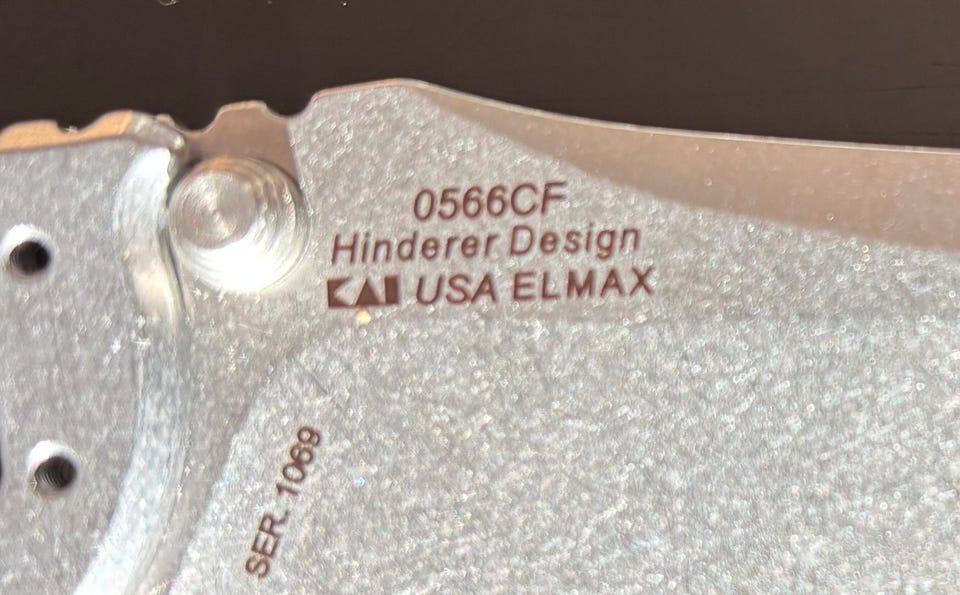 0566CF
Hinderer Design
KAI USA ELMAX
SER. 1069